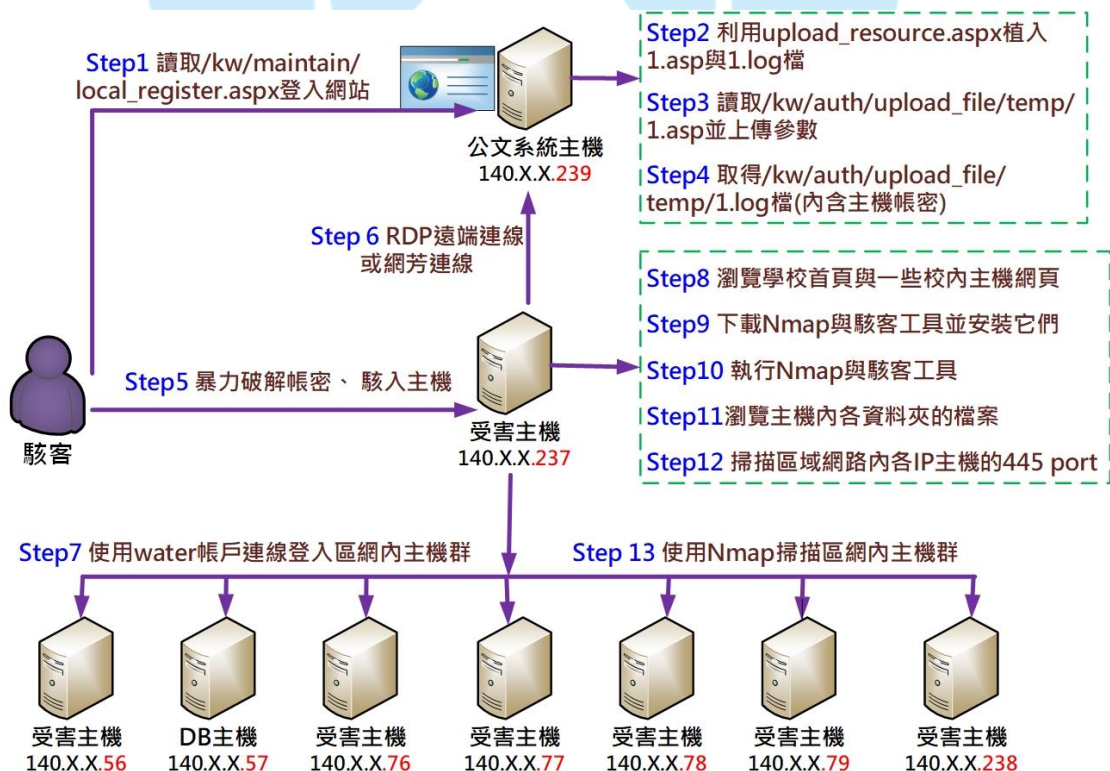 Step1 讀取/kw/maintain/
local_register.aspx登入網站
公文系統主機
140.X.X.239
Step2 利用upload_resource.aspx植入
1.asp與1.log檔
Step3 讀取/kw/auth/upload_file/temp/
1.asp並上傳參數
Step4 取得/kw/auth/upload_file/
temp/1.log檔(內含主機帳密)
Step 6 RDP遠端連線
或網芳連線
駭客
Step5 暴力破解帳密、駭入主機
受害主機
140.X.X.237
Step8 瀏覽學校首頁與一些校內主機網頁
Step9 下載Nmap與駭客工具並安裝它們
Step10 執行Nmap與駭客工具
Step11瀏覽主機內各資料夾的檔案
Step12 掃描區域網路內各IP主機的445 port
Step7 使用water帳戶連線登入區網內主機群
Step 13 使用Nmap掃描區網內主機群
受害主機
140.X.X.56
DB主機
140.X.X.57
受害主機
140.X.X.76
受害主機
140.X.X.77
受害主機
140.X.X.78
受害主機
140.X.X.79
受害主機
140.X.X.238